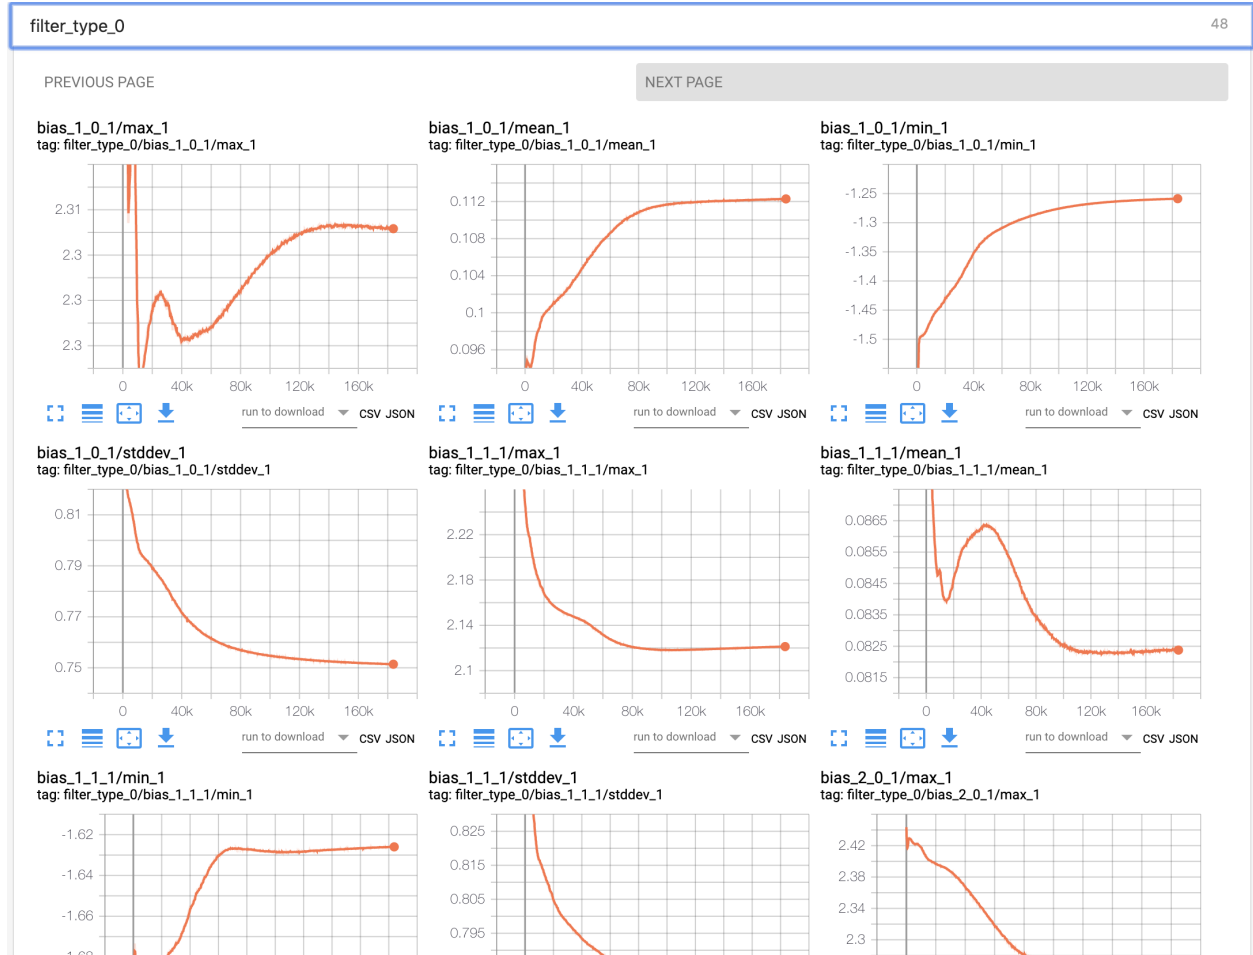 filter_type_0 48
PREVIOUS PAGE NEXT PAGE
bias_1_0_1/max_1
tag: filter_type_0/bias_1_0_1/max_1
2.31
2.3
2.3
2.3
0 40k 80k 120k 160k
run to download CSV JSON
bias_1_0_1/mean_1
tag: filter_type_0/bias_1_0_1/mean_1
0.112
0.108
0.104
0.1
0.096
0 40k 80k 120k 160k
run to download CSV JSON
bias_1_0_1/min_1
tag: filter_type_0/bias_1_0_1/min_1
-1.25
-1.3
-1.35
-1.4
-1.45
-1.5
0 40k 80k 120k 160k
run to download CSV JSON
bias_1_0_1/stddev_1
tag: filter_type_0/bias_1_0_1/stddev_1
0.81
0.79
0.77
0.75
0 40k 80k 120k 160k
run to download CSV JSON
bias_1_1_1/max_1
tag: filter_type_0/bias_1_1_1/max_1
2.22
2.18
2.14
2.1
0 40k 80k 120k 160k
run to download CSV JSON
bias_1_1_1/mean_1
tag: filter_type_0/bias_1_1_1/mean_1
0.0865
0.0855
0.0845
0.0835
0.0825
0.0815
0 40k 80k 120k 160k
run to download CSV JSON
bias_1_1_1/min_1
tag: filter_type_0/bias_1_1_1/min_1
-1.62
-1.64
-1.66
bias_1_1_1/stddev_1
tag: filter_type_0/bias_1_1_1/stddev_1
0.825
0.815
0.805
0.795
bias_2_0_1/max_1
tag: filter_type_0/bias_2_0_1/max_1
2.42
2.38
2.34
2.3